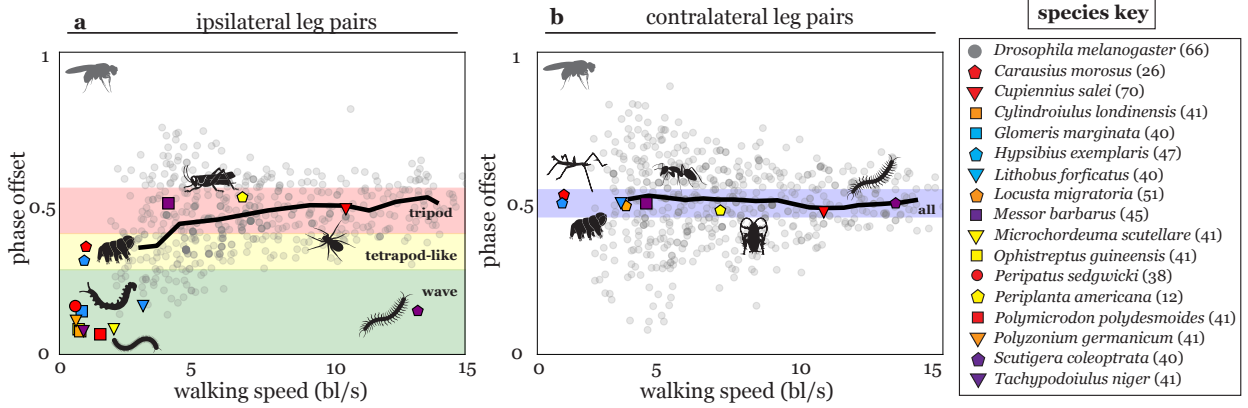 a ipsilateral leg pairs
1
0.5
0
phase offset
tripod
tetrapod-like
wave
0 5 10 15
walking speed (bl/s)
b contralateral leg pairs
1
0.5
0
phase offset
all
0 5 10 15
walking speed (bl/s)
species key
Drosophila melanogaster (66)
Carausius morosus (26)
Cupiennius salei (70)
Cylindroiulus londinensis (41)
Glomeris marginata (40)
Hypsibius exemplaris (47)
Lithobus forficatus (40)
Locusta migratoria (51)
Messor barbarus (45)
Microchordeuma scutellare (41)
Ophistreptus guineensis (41)
Peripatus sedgwicki (38)
Periplanta americana (12)
Polymicrodon polydesmoides (41)
Polyzonium germanicum (41)
Scutigera coleoptrata (40)
Tachypodoiulus niger (41)